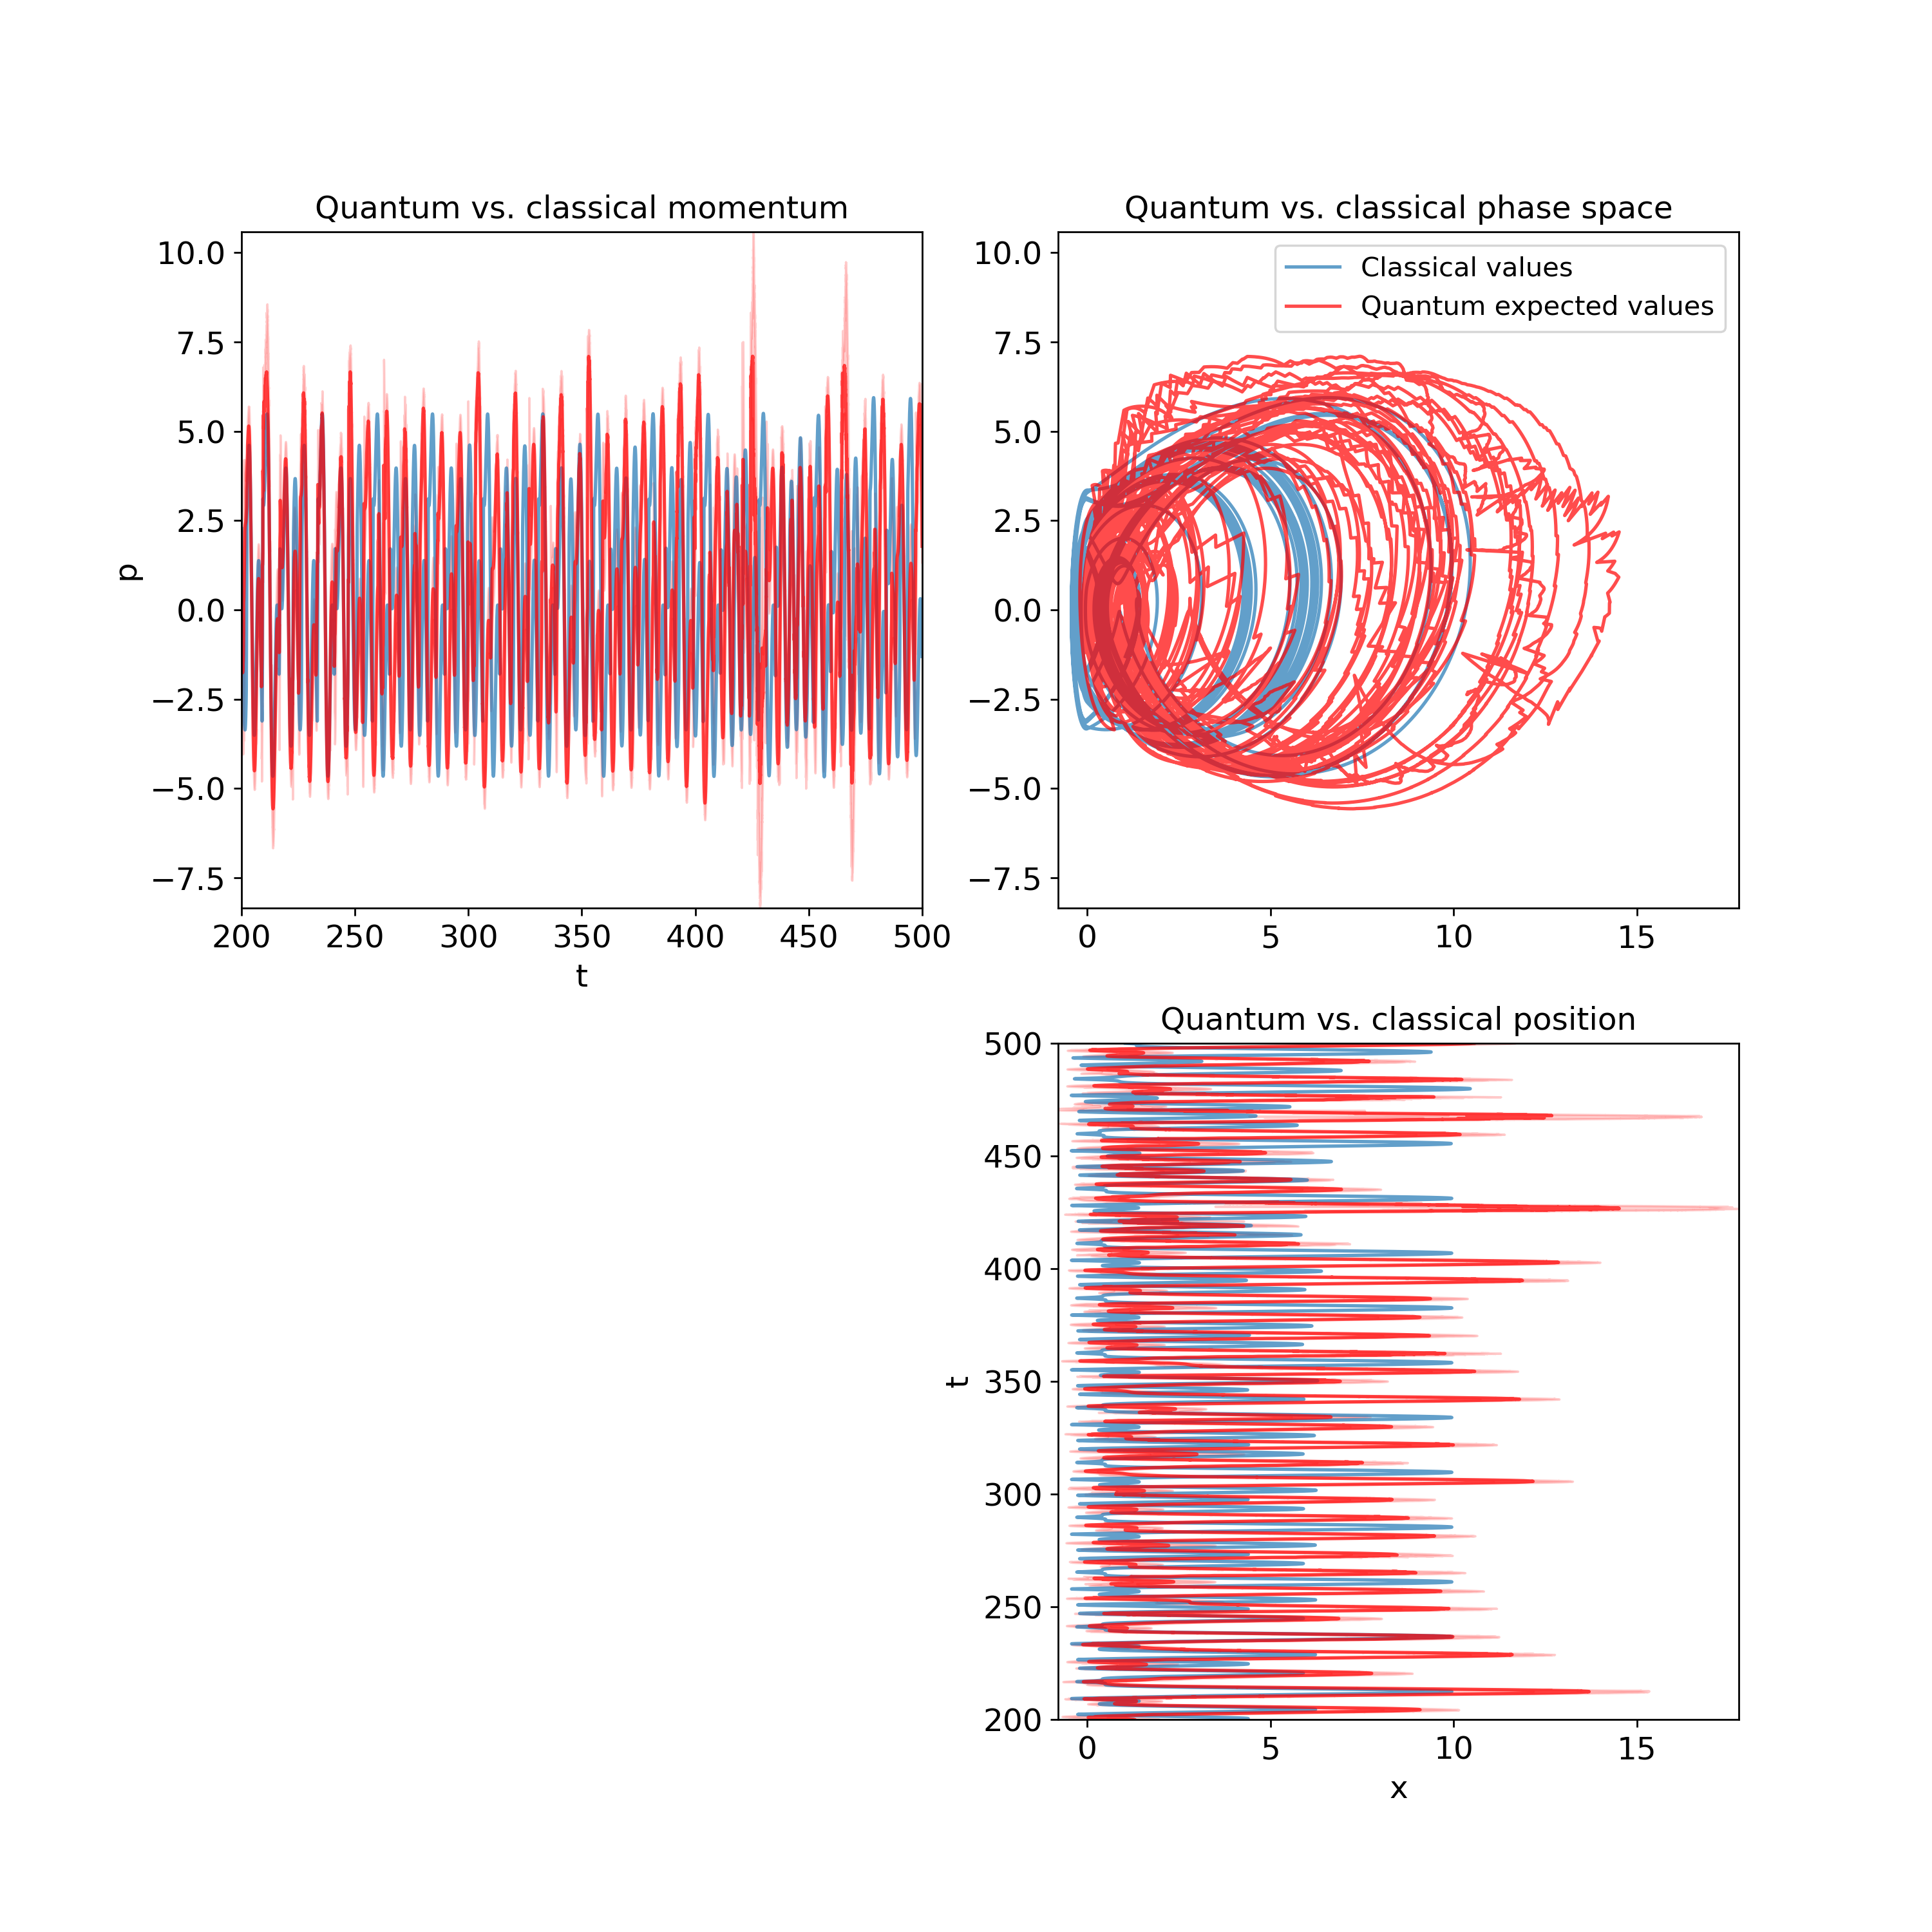 Quantum vs. classical momentum
10.0
7.5
5.0
2.5
0.0
−2.5
−5.0
−7.5
p
200 250 300 350 400 450 500
t
Quantum vs. classical phase space
Classical values
Quantum expected values
10.0
7.5
5.0
2.5
0.0
−2.5
−5.0
−7.5
0 5 10 15
Quantum vs. classical position
500
450
400
350
300
250
200
t
0 5 10 15
x